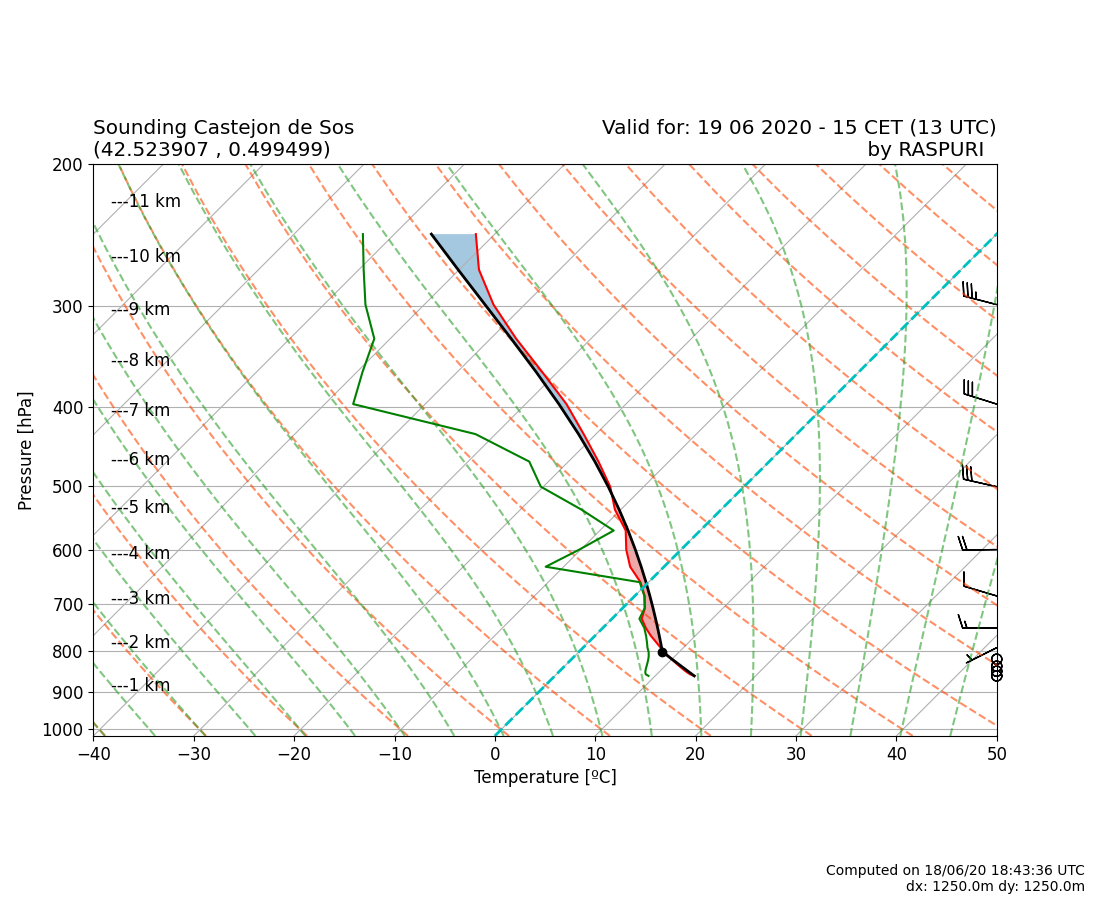 Sounding Castejon de Sos
(42.523907 , 0.499499)
Valid for: 19 06 2020 - 15 CET (13 UTC)
by RASPURI
200
300
400
500
600
700
800
900
1000
Pressure [hPa]
---11 km
---10 km
---9 km
---8 km
---7 km
---6 km
---5 km
---4 km
---3 km
---2 km
---1 km
−40 −30 −20 −10 0 10 20 30 40 50
Temperature [ºC]
Computed on 18/06/20 18:43:36 UTC
dx: 1250.0m dy: 1250.0m